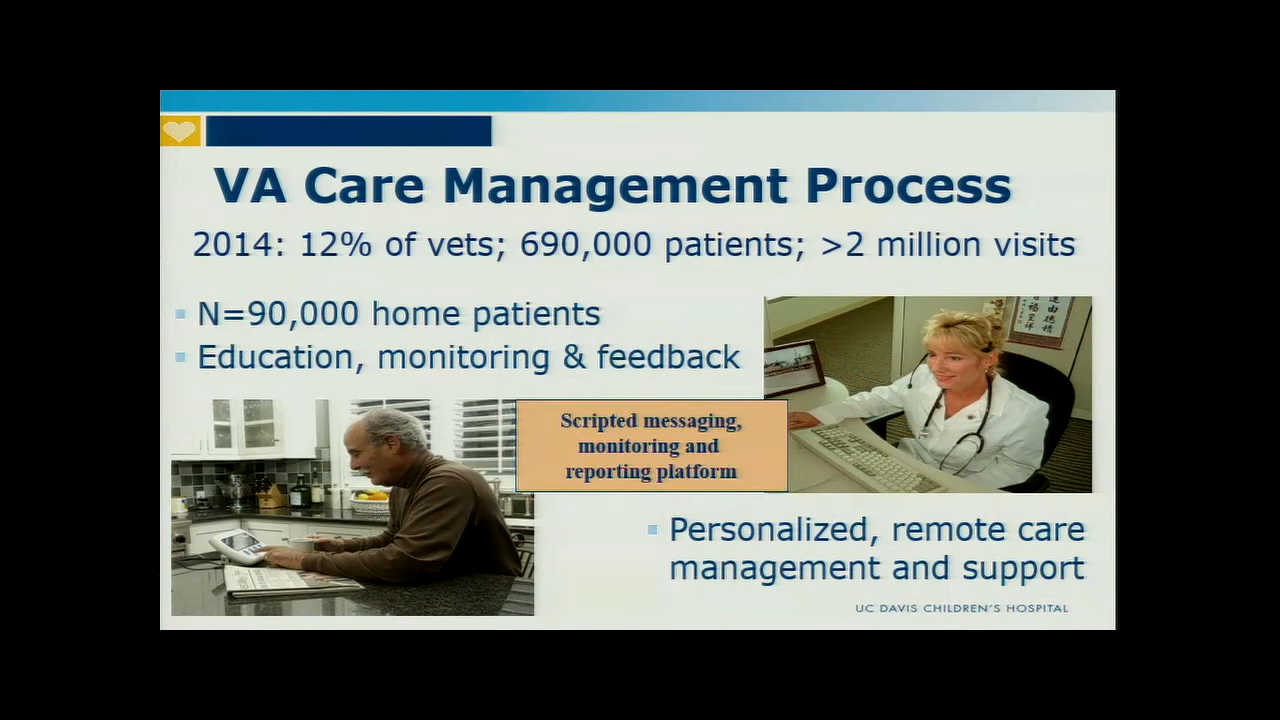 VA Care Management Process
2014: 12% of vets; 690,000 patients; >2 million visits
N=90,000 home patients
Education, monitoring & feedback
Scripted messaging,
monitoring and
reporting platform
Personalized, remote care
management and support
UC DAVIS CHILDREN'S HOSPITAL